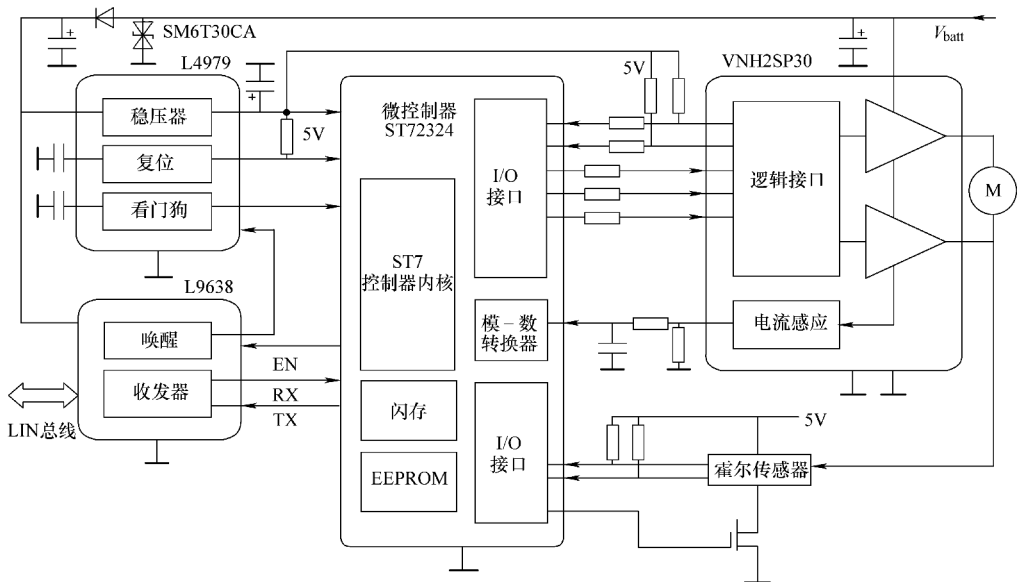 SM6T30CA
Vbatt
L4979
VNH2SP30
5V
微控制器
ST72324
稳压器
5V
复位
看门狗
I/O
接口
逻辑接口
M
ST7
控制器内核
L9638
唤醒
模–数
转换器
电流感应
EN
收发器
RX
TX
LIN总线
闪存
I/O
接口
5V
霍尔传感器
EEPROM